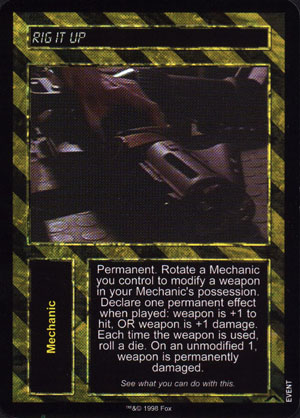 RIG IT UP
Mechanic
Permanent. Rotate a Mechanic
you control to modify a weapon
in your Mechanic's possession.
Declare one permanent effect
when played: weapon is +1 to
hit, OR weapon is +1 damage.
Each time the weapon is used,
roll a die. On an unmodified 1,
weapon is permanently
damaged.
See what you can do with this.
™&© 1998 Fox
EVENT